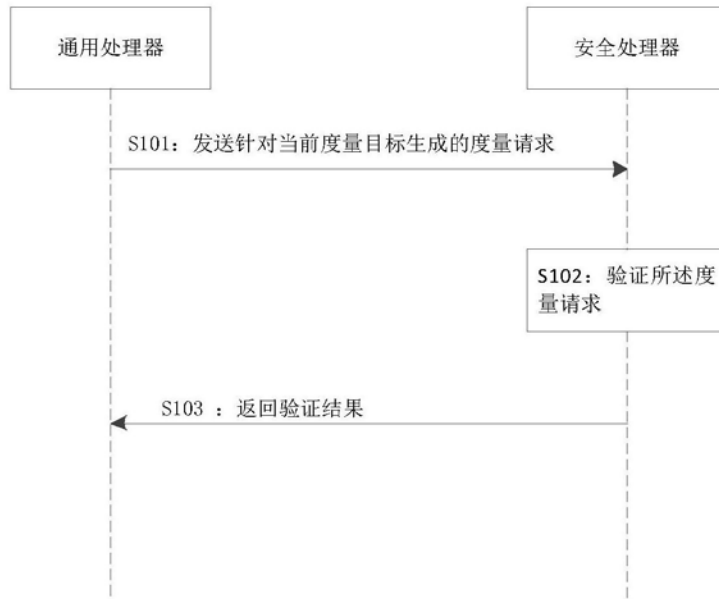 通用处理器
安全处理器
S101：发送针对当前度量目标生成的度量请求
S102：验证所述度
量请求
S103 ：返回验证结果